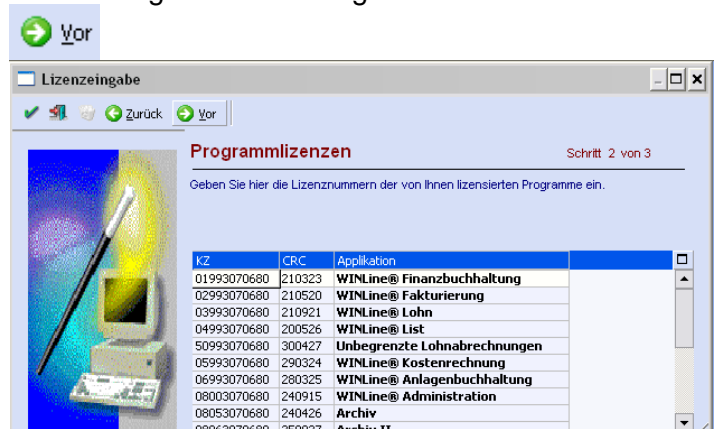 Vor
Lizenzeingabe
Zurück Vor
Programmlizenzen Schritt 2 von 3
Geben Sie hier die Lizenznummern der von Ihnen lizensierten Programme ein.
KZ CRC Applikation
01993070680 210323 WINLine® Finanzbuchhaltung
02993070680 210520 WINLine® Fakturierung
03993070680 210921 WINLine® Lohn
04993070680 200526 WINLine® List
50993070680 300427 Unbegrenzte Lohnabrechnungen
05993070680 290324 WINLine® Kostenrechnung
06993070680 280325 WINLine® Anlagenbuchhaltung
08003070680 240915 WINLine® Administration
08053070680 240426 Archiv